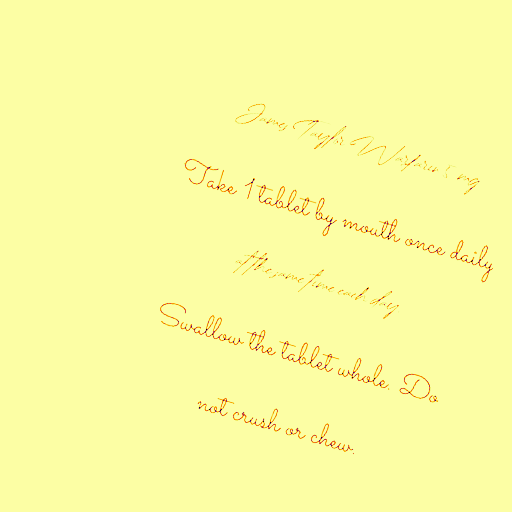 James Taylor Warfarin 5 mg
Take 1 tablet by mouth once daily
at the same time each day
Swallow the tablet whole. Do
not crush or chew.